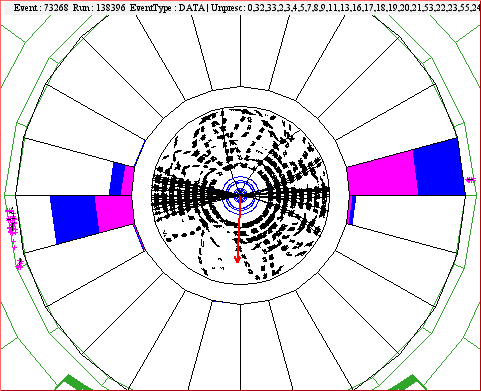 Event : 73268 Run : 138396 EventType : DATA | Unpresc : 0,32,33,2,3,4,5,7,8,9,11,13,16,17,18,19,20,21,53,22,23,55,24